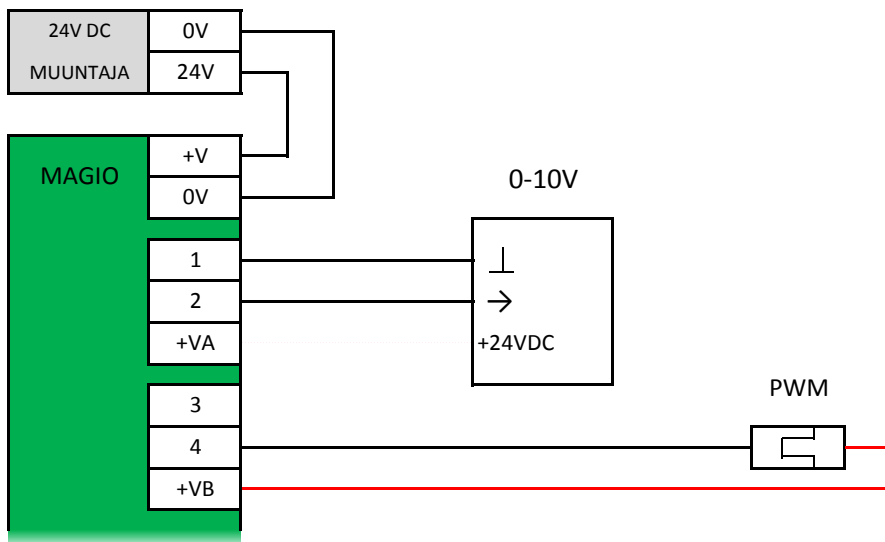 24V DC 0V
MUUNTAJA 24V
+V
MAGIO
0V
0-10V
1
2
+VA
+24VDC
3
PWM
4
+VB